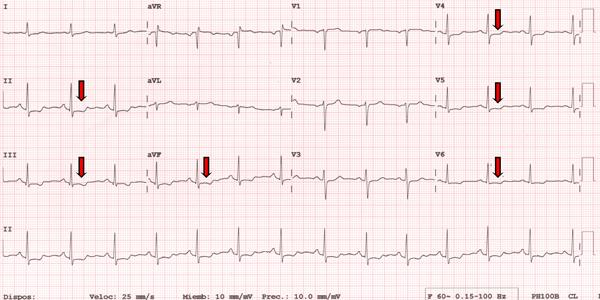 I aVR V1 V4
II aVL V2 V5
III aVF V3 V6
II
Dispos: Veloc: 25 mm/s Miemb: 10 mm/mV Prec.: 10.0 mm/mV F 60~ 0.15-100 Hz PH100B CL